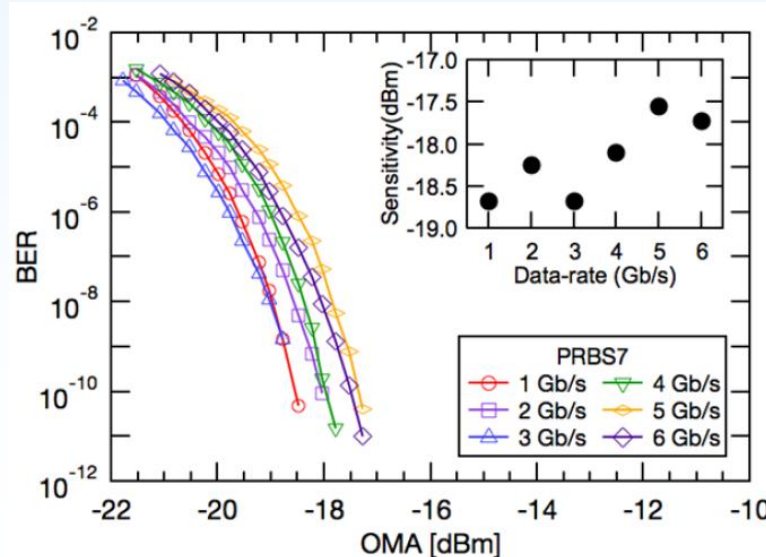 10⁻²
10⁻⁴
10⁻⁶
10⁻⁸
10⁻¹⁰
10⁻¹²
BER
-22 -20 -18 -16 -14 -12 -10
OMA [dBm]
-17.0
-17.5
-18.0
-18.5
-19.0
Sensitivity(dBm)
1 2 3 4 5 6
Data-rate (Gb/s)
PRBS7
1 Gb/s 4 Gb/s
2 Gb/s 5 Gb/s
3 Gb/s 6 Gb/s